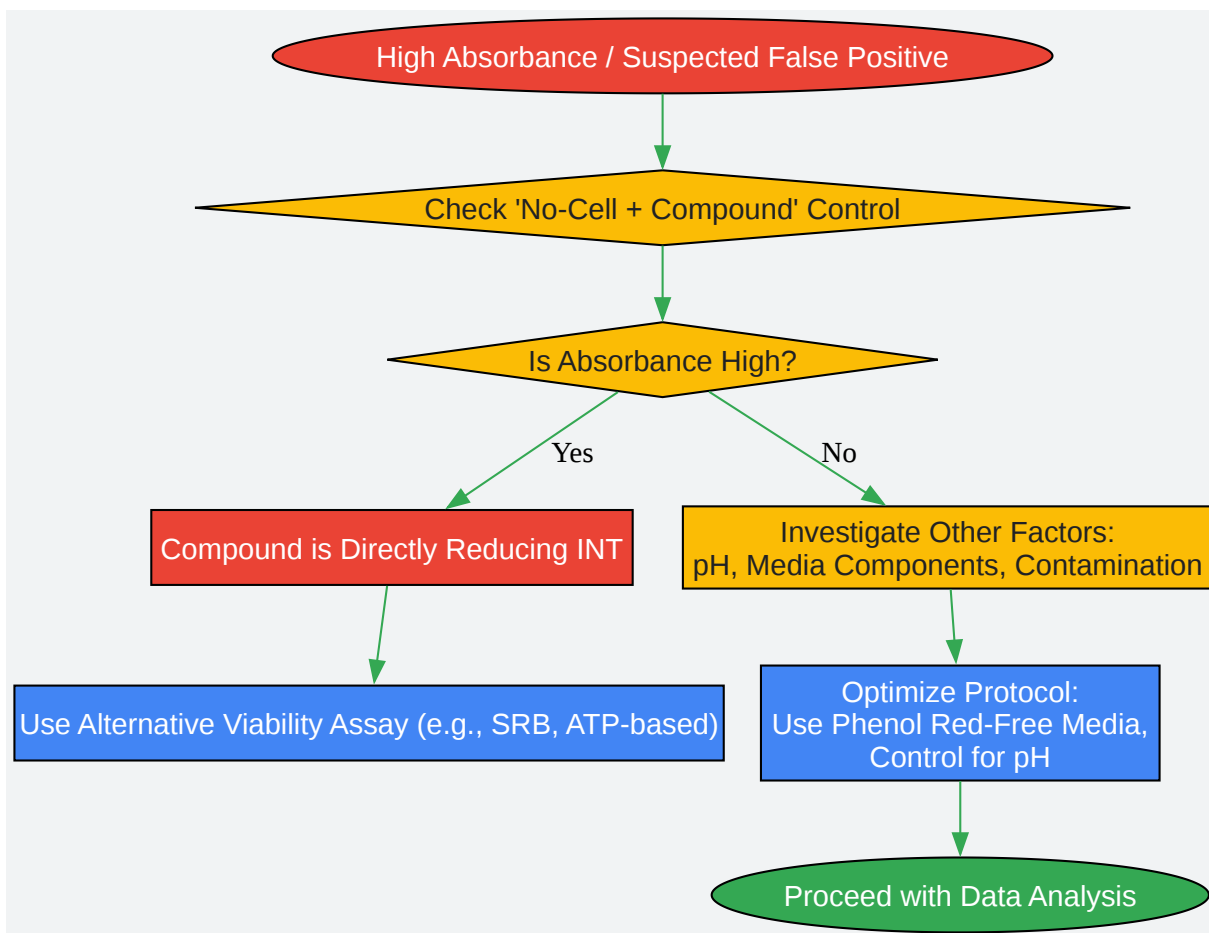 High Absorbance / Suspected False Positive
Check 'No-Cell + Compound' Control
Is Absorbance High?
Yes
No
Compound is Directly Reducing INT
Investigate Other Factors:
pH, Media Components, Contamination
Use Alternative Viability Assay (e.g., SRB, ATP-based)
Optimize Protocol:
Use Phenol Red-Free Media,
Control for pH
Proceed with Data Analysis